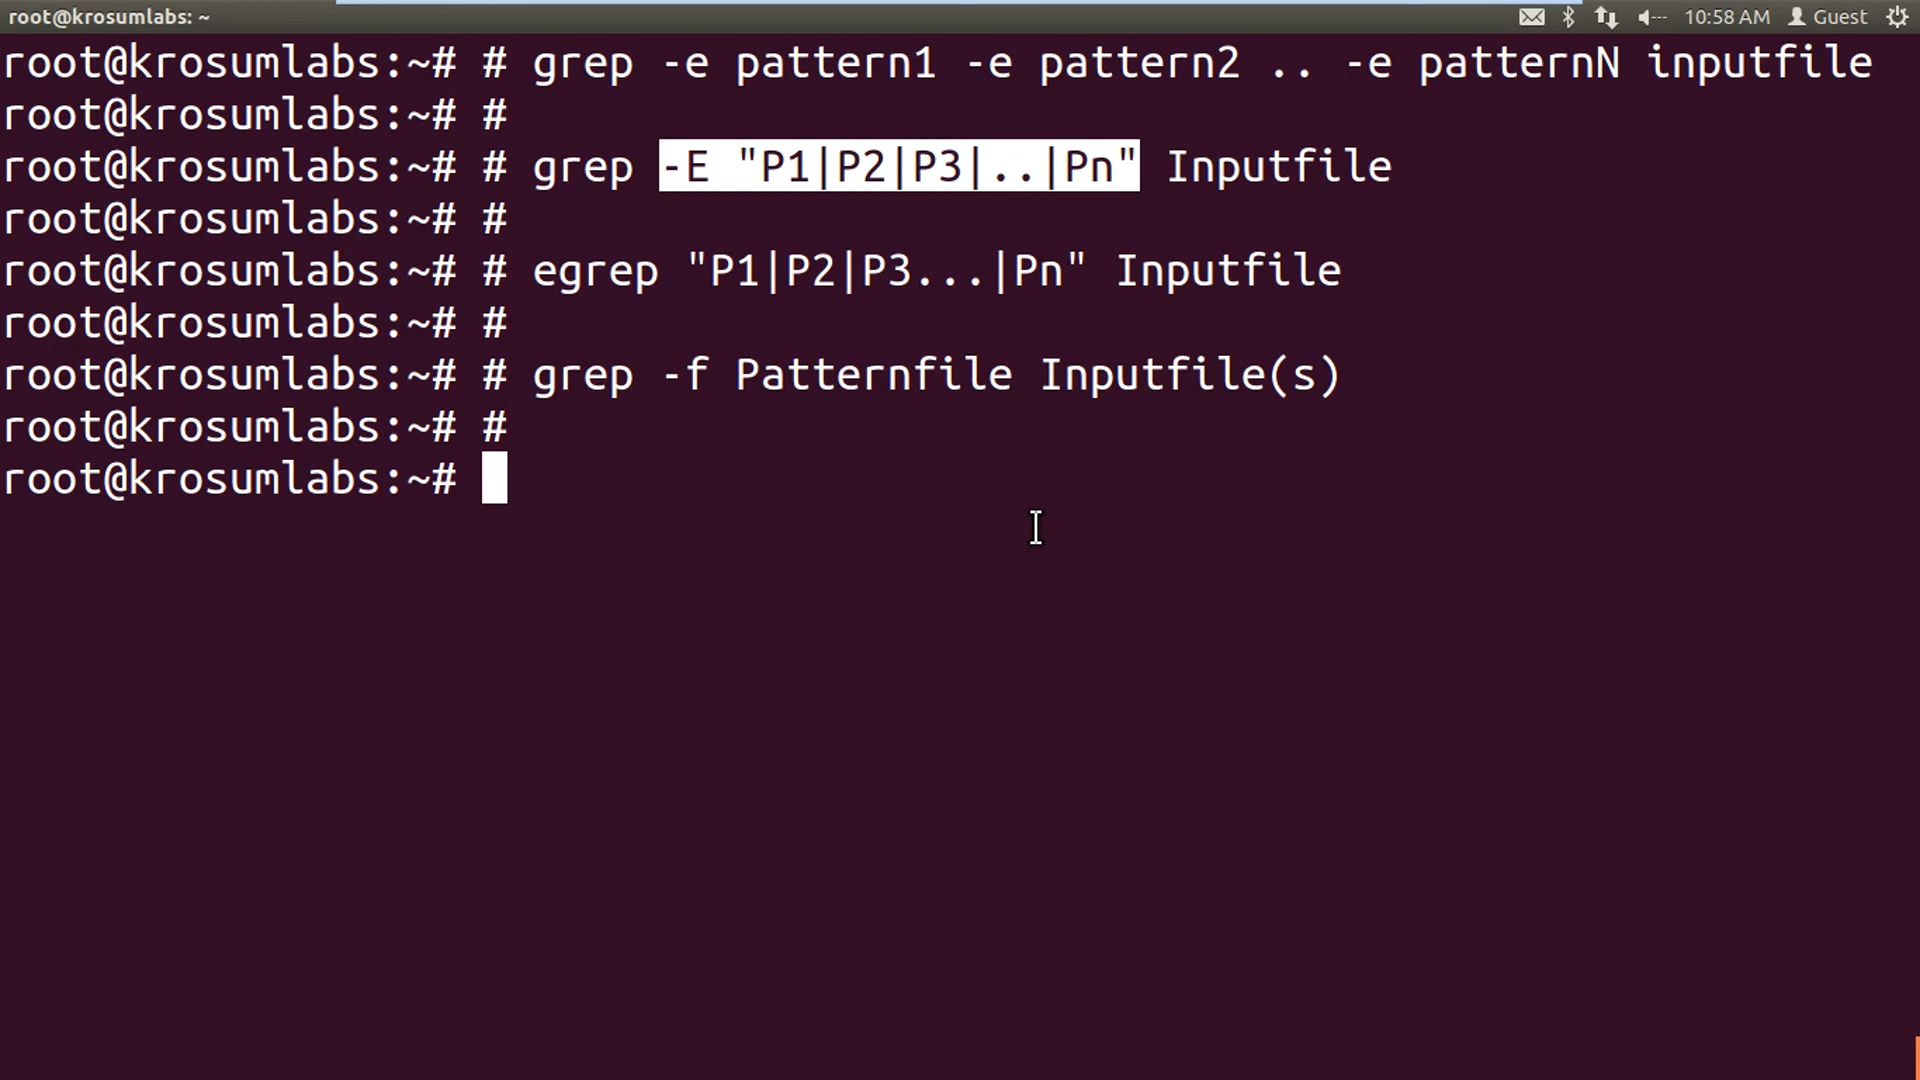 root@krosumlabs: ~ 10:58 AM Guest
root@krosumlabs:~# # grep -e pattern1 -e pattern2 .. -e patternN inputfile
root@krosumlabs:~# #
root@krosumlabs:~# # grep -E "P1|P2|P3|..|Pn" Inputfile
root@krosumlabs:~# #
root@krosumlabs:~# # egrep "P1|P2|P3...|Pn" Inputfile
root@krosumlabs:~# #
root@krosumlabs:~# # grep -f Patternfile Inputfile(s)
root@krosumlabs:~# #
root@krosumlabs:~#